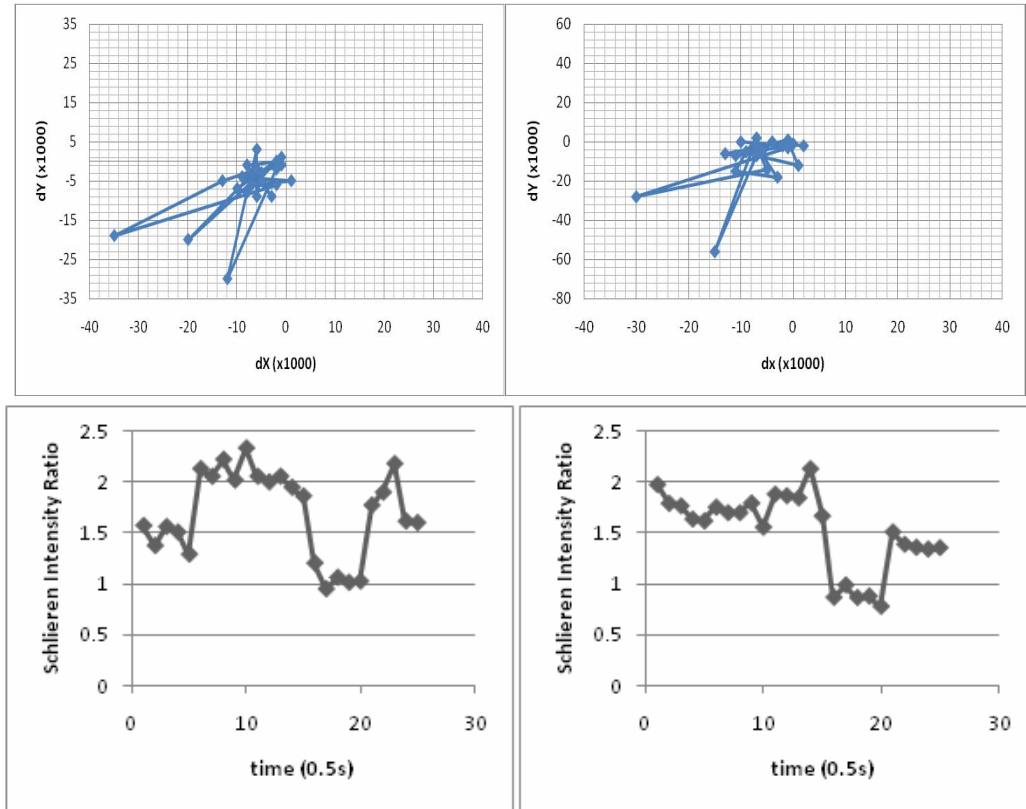 35
25
15
5
-5
-15
-25
-35
dY (x1000)
-40 -30 -20 -10 0 10 20 30 40
dX (x1000)
60
40
20
0
-20
-40
-60
-80
dY (x1000)
-40 -30 -20 -10 0 10 20 30 40
dx (x1000)
2.5
2
1.5
1
0.5
0
Schlieren Intensity Ratio
0 10 20 30
time (0.5s)
2.5
2
1.5
1
0.5
0
Schlieren Intensity Ratio
0 10 20 30
time (0.5s)